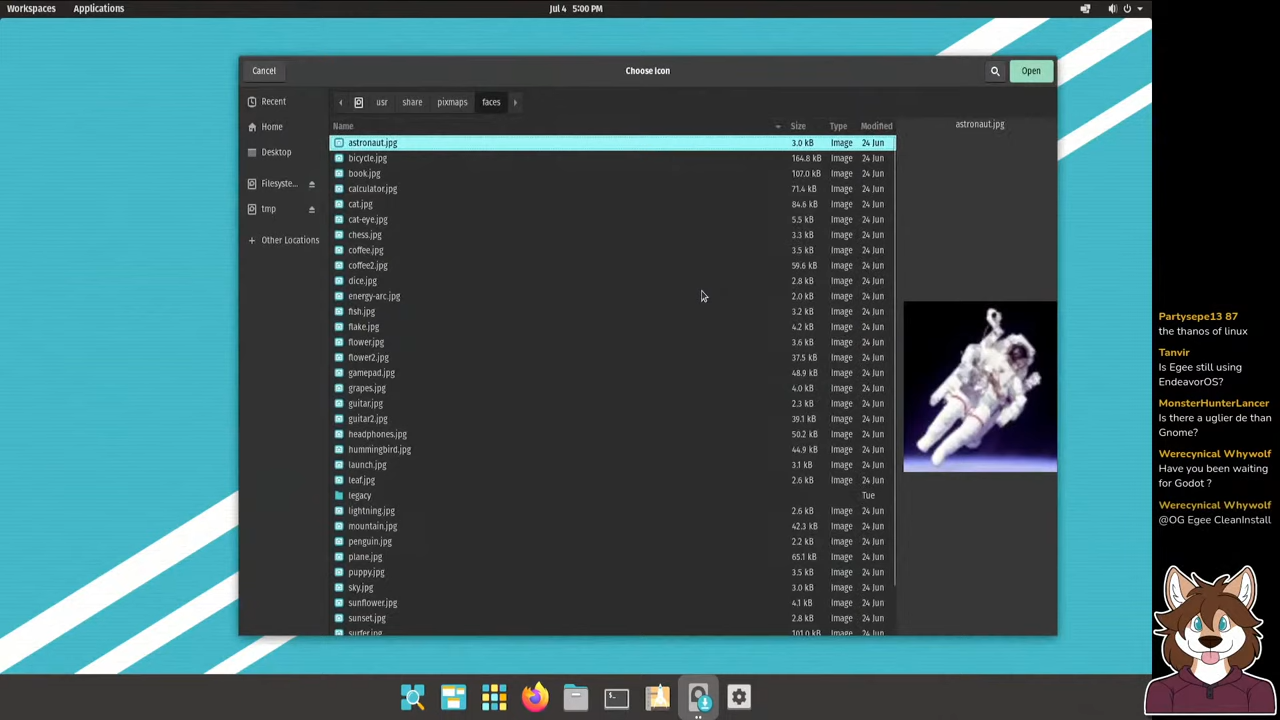 Workspaces Applications Jul 4 5:00 PM
Cancel Choose Icon Open
Recent
Home
Desktop
Filesyste...
tmp
Other Locations
usr share pixmaps faces
Name Size Type Modified
astronaut.jpg 3.0 kB Image 24 Jun
bicycle.jpg 164.8 kB Image 24 Jun
book.jpg 107.0 kB Image 24 Jun
calculator.jpg 71.4 kB Image 24 Jun
cat.jpg 84.6 kB Image 24 Jun
cat-eye.jpg 5.5 kB Image 24 Jun
chess.jpg 3.3 kB Image 24 Jun
coffee.jpg 3.5 kB Image 24 Jun
coffee2.jpg 59.6 kB Image 24 Jun
dice.jpg 2.8 kB Image 24 Jun
energy-arc.jpg 2.0 kB Image 24 Jun
fish.jpg 3.2 kB Image 24 Jun
flake.jpg 4.2 kB Image 24 Jun
flower.jpg 3.6 kB Image 24 Jun
flower2.jpg 37.5 kB Image 24 Jun
gamepad.jpg 48.9 kB Image 24 Jun
grapes.jpg 4.0 kB Image 24 Jun
guitar.jpg 2.3 kB Image 24 Jun
guitar2.jpg 39.1 kB Image 24 Jun
headphones.jpg 50.2 kB Image 24 Jun
hummingbird.jpg 44.9 kB Image 24 Jun
launch.jpg 3.1 kB Image 24 Jun
leaf.jpg 2.6 kB Image 24 Jun
legacy Tue
lightning.jpg 2.6 kB Image 24 Jun
mountain.jpg 42.3 kB Image 24 Jun
penguin.jpg 2.2 kB Image 24 Jun
plane.jpg 65.1 kB Image 24 Jun
puppy.jpg 3.5 kB Image 24 Jun
sky.jpg 3.0 kB Image 24 Jun
sunflower.jpg 4.1 kB Image 24 Jun
sunset.jpg 2.8 kB Image 24 Jun
surfer.jpg 101.0 kB Image 24 Jun
astronaut.jpg
Partysepe13 87
the thanos of linux
Tanvir
Is Egee still using
EndeavorOS?
MonsterHunterLancer
Is there a uglier de than
Gnome?
Werecynical Whywolf
Have you been waiting
for Godot ?
Werecynical Whywolf
@OG Egee CleanInstall